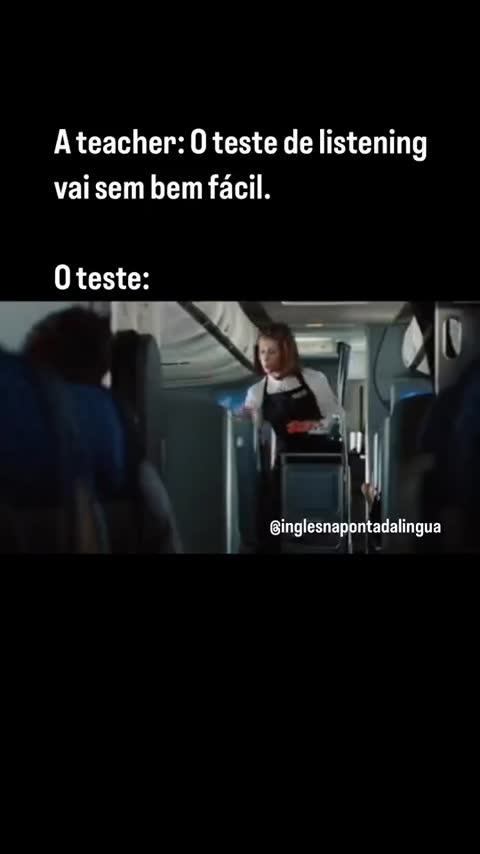 A teacher: O teste de listening
vai sem bem fácil.
O teste:
@inglesnapontadalingua